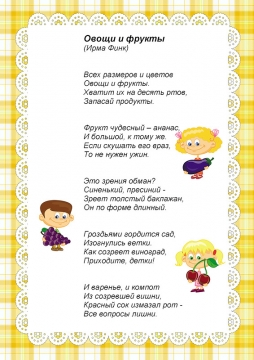 Овощи и фрукты
(Ирма Финк)
Всех размеров и цветов
Овощи и фрукты.
Хватит их на десять ртов,
Запасай продукты.
Фрукт чудесный – ананас,
И большой, к тому же.
Если скушать его враз,
То не нужен ужин.
Это зрения обман?
Синенький, пресиний -
Зреет толстый баклажан,
Он по форме длинный.
Гроздьями гордится сад,
Изогнулись ветки.
Как созреет виноград,
Приходите, детки!
И варенье, и компот
Из созревшей вишни,
Красный сок измазал рот -
Все вопросы лишни.